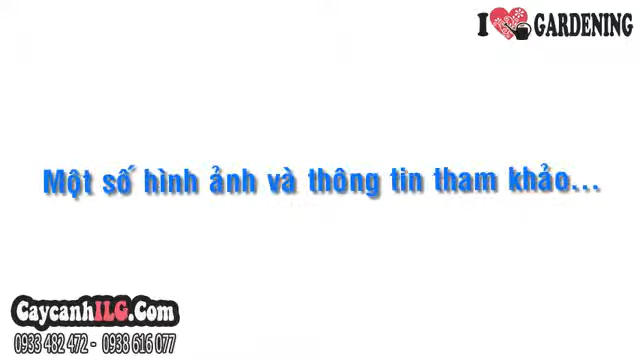 I GARDENING
Một số hình ảnh và thông tin tham khảo...
CaycanhILG.Com
0933 482 472 - 0938 616 077